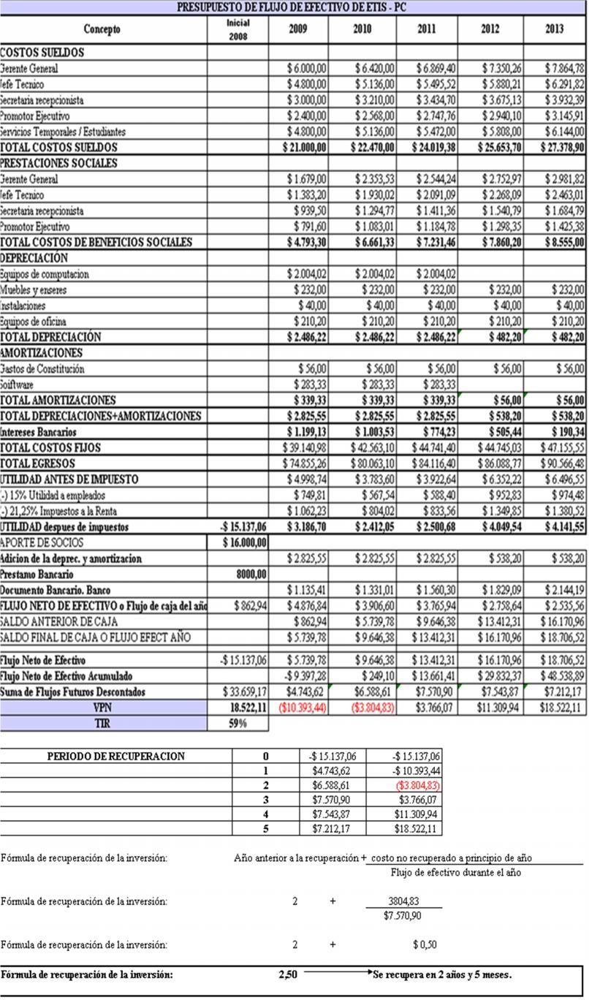 PRESUPUESTO DE FLUJO DE EFECTIVO DE ETIS - PC
Concepto Inicial 2008 2009 2010 2011 2012 2013
COSTOS SUELDOS
Gerente General $ 6.000,00 $ 6.420,00 $ 6.869,40 $ 7.350,26 $ 7.864,78
Jefe Tecnico $ 4.800,00 $ 5.136,00 $ 5.495,52 $ 5.880,21 $ 6.291,82
Secretaria recepcionista $ 3.000,00 $ 3.210,00 $ 3.434,70 $ 3.675,13 $ 3.932,39
Promotor Ejecutivo $ 2.400,00 $ 2.568,00 $ 2.747,76 $ 2.940,10 $ 3.145,91
Servicios Temporales / Estudiantes $ 4.800,00 $ 5.136,00 $ 5.472,00 $ 5.808,00 $ 6.144,00
TOTAL COSTOS SUELDOS $ 21.000,00 $ 22.470,00 $ 24.019,38 $ 25.653,70 $ 27.378,90
PRESTACIONES SOCIALES
Gerente General $ 1.679,00 $ 2.353,53 $ 2.544,24 $ 2.752,97 $ 2.981,82
Jefe Tecnico $ 1.383,20 $ 1.930,02 $ 2.091,09 $ 2.268,09 $ 2.463,01
Secretaria recepcionista $ 939,50 $ 1.294,77 $ 1.411,36 $ 1.540,79 $ 1.684,79
Promotor Ejecutivo $ 791,60 $ 1.083,01 $ 1.184,78 $ 1.298,35 $ 1.425,38
TOTAL COSTOS DE BENEFICIOS SOCIALES $ 4.793,30 $ 6.661,33 $ 7.231,46 $ 7.860,20 $ 8.555,00
DEPRECIACIÓN
Equipos de computacion $ 2.004,02 $ 2.004,02 $ 2.004,02
Muebles y enseres $ 232,00 $ 232,00 $ 232,00 $ 232,00 $ 232,00
Instalaciones $ 40,00 $ 40,00 $ 40,00 $ 40,00 $ 40,00
Equipos de oficina $ 210,20 $ 210,20 $ 210,20 $ 210,20 $ 210,20
TOTAL DEPRECIACIÓN $ 2.486,22 $ 2.486,22 $ 2.486,22 $ 482,20 $ 482,20
AMORTIZACIONES
Gastos de Constitución $ 56,00 $ 56,00 $ 56,00 $ 56,00 $ 56,00
Soiftware $ 283,33 $ 283,33 $ 283,33
TOTAL AMORTIZACIONES $ 339,33 $ 339,33 $ 339,33 $ 56,00 $ 56,00
TOTAL DEPRECIACIONES+AMORTIZACIONES $ 2.825,55 $ 2.825,55 $ 2.825,55 $ 538,20 $ 538,20
Intereses Bancarios $ 1.199,13 $ 1.003,53 $ 774,23 $ 505,44 $ 190,34
TOTAL COSTOS FIJOS $ 39.140,98 $ 42.563,10 $ 44.741,40 $ 44.745,03 $ 47.155,55
TOTAL EGRESOS $ 74.855,26 $ 80.063,10 $ 84.116,40 $ 86.088,77 $ 90.566,48
UTILIDAD ANTES DE IMPUESTO $ 4.998,74 $ 3.783,60 $ 3.922,64 $ 6.352,22 $ 6.496,55
(-) 15% Utilidad a empleados $ 749,81 $ 567,54 $ 588,40 $ 952,83 $ 974,48
(-) 21,25% Impuestos a la Renta $ 1.062,23 $ 804,02 $ 833,56 $ 1.349,85 $ 1.380,52
UTILIDAD despues de impuestos -$ 15.137,06 $ 3.186,70 $ 2.412,05 $ 2.500,68 $ 4.049,54 $ 4.141,55
APORTE DE SOCIOS $ 16.000,00
Adicion de la deprec. y amortizacion $ 2.825,55 $ 2.825,55 $ 2.825,55 $ 538,20 $ 538,20
Prestamo Bancario 8000,00
Documento Bancario. Banco $ 1.135,41 $ 1.331,01 $ 1.560,30 $ 1.829,09 $ 2.144,19
FLUJO NETO DE EFECTIVO o Flujo de caja del año $ 862,94 $ 4.876,84 $ 3.906,60 $ 3.765,94 $ 2.758,64 $ 2.535,56
SALDO ANTERIOR DE CAJA $ 862,94 $ 5.739,78 $ 9.646,38 $ 13.412,31 $ 16.170,96
SALDO FINAL DE CAJA O FLUJO EFECT AÑO $ 5.739,78 $ 9.646,38 $ 13.412,31 $ 16.170,96 $ 18.706,52
Flujo Neto de Efectivo -$ 15.137,06 $ 5.739,78 $ 9.646,38 $ 13.412,31 $ 16.170,96 $ 18.706,52
Flujo Neto de Efectivo Acumulado -$ 9.397,28 $ 249,10 $ 13.661,41 $ 29.832,37 $ 48.538,89
Suma de Flujos Futuros Descontados $ 33.659,17 $4.743,62 $6.588,61 $7.570,90 $7.543,87 $7.212,17
VPN 18.522,11 ($10.393,44) ($3.804,83) $3.766,07 $11.309,94 $18.522,11
TIR 59%
PERIODO DE RECUPERACION 0 -$ 15.137,06 -$ 15.137,06
1 $4.743,62 -$ 10.393,44
2 $6.588,61 ($3.804,83)
3 $7.570,90 $3.766,07
4 $7.543,87 $11.309,94
5 $7.212,17 $18.522,11
Fórmula de recuperación de la inversión: Año anterior a la recuperación + costo no recuperado a principio de año
Flujo de efectivo durante el año
Fórmula de recuperación de la inversión: 2 + 3804,83
$7.570,90
Fórmula de recuperación de la inversión: 2 + $ 0,50
Fórmula de recuperación de la inversión: 2,50 Se recupera en 2 años y 5 meses.